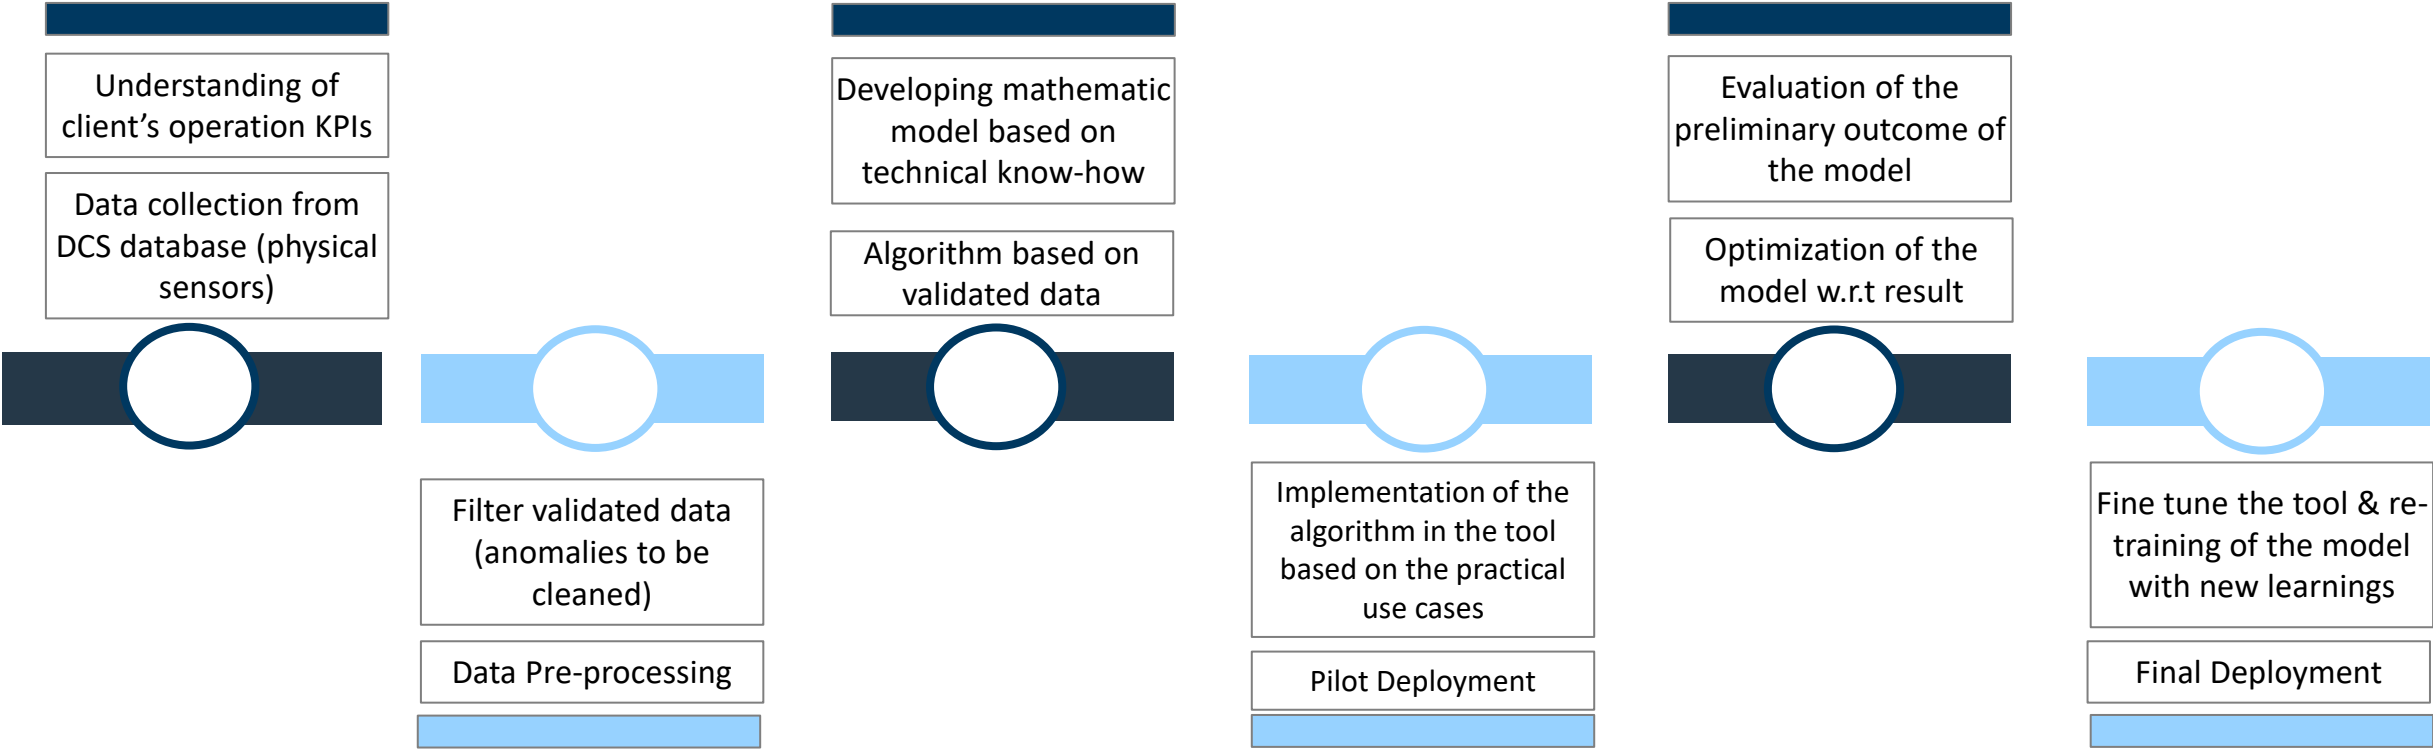 Understanding of
client’s operation KPIs
Data collection from
DCS database (physical
sensors)
Filter validated data
(anomalies to be
cleaned)
Data Pre-processing
Developing mathematic
model based on
technical know-how
Algorithm based on
validated data
Implementation of the
algorithm in the tool
based on the practical
use cases
Pilot Deployment
Evaluation of the
preliminary outcome of
the model
Optimization of the
model w.r.t result
Fine tune the tool & re-
training of the model
with new learnings
Final Deployment